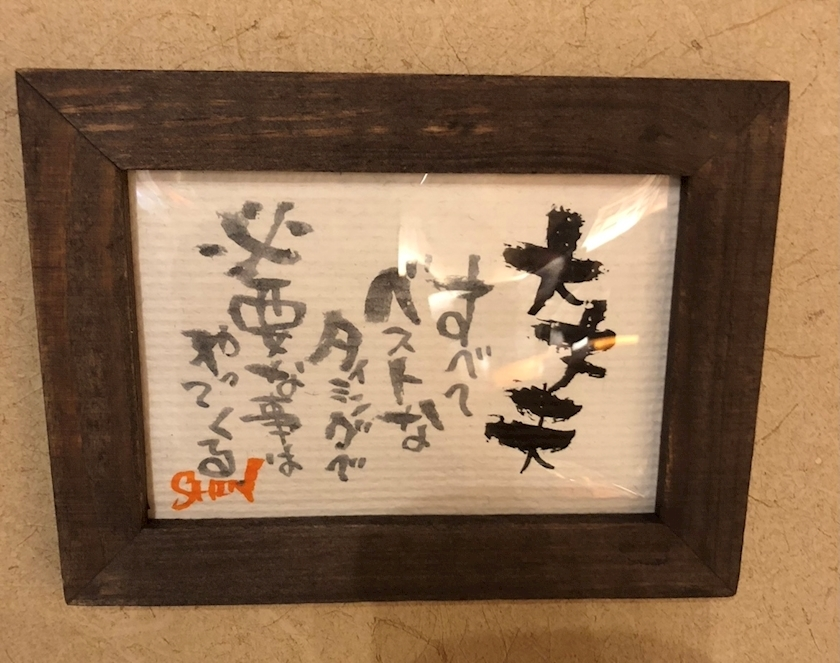 大丈夫
すべて
ベストな
タイミングで
必要な事は
やってくる